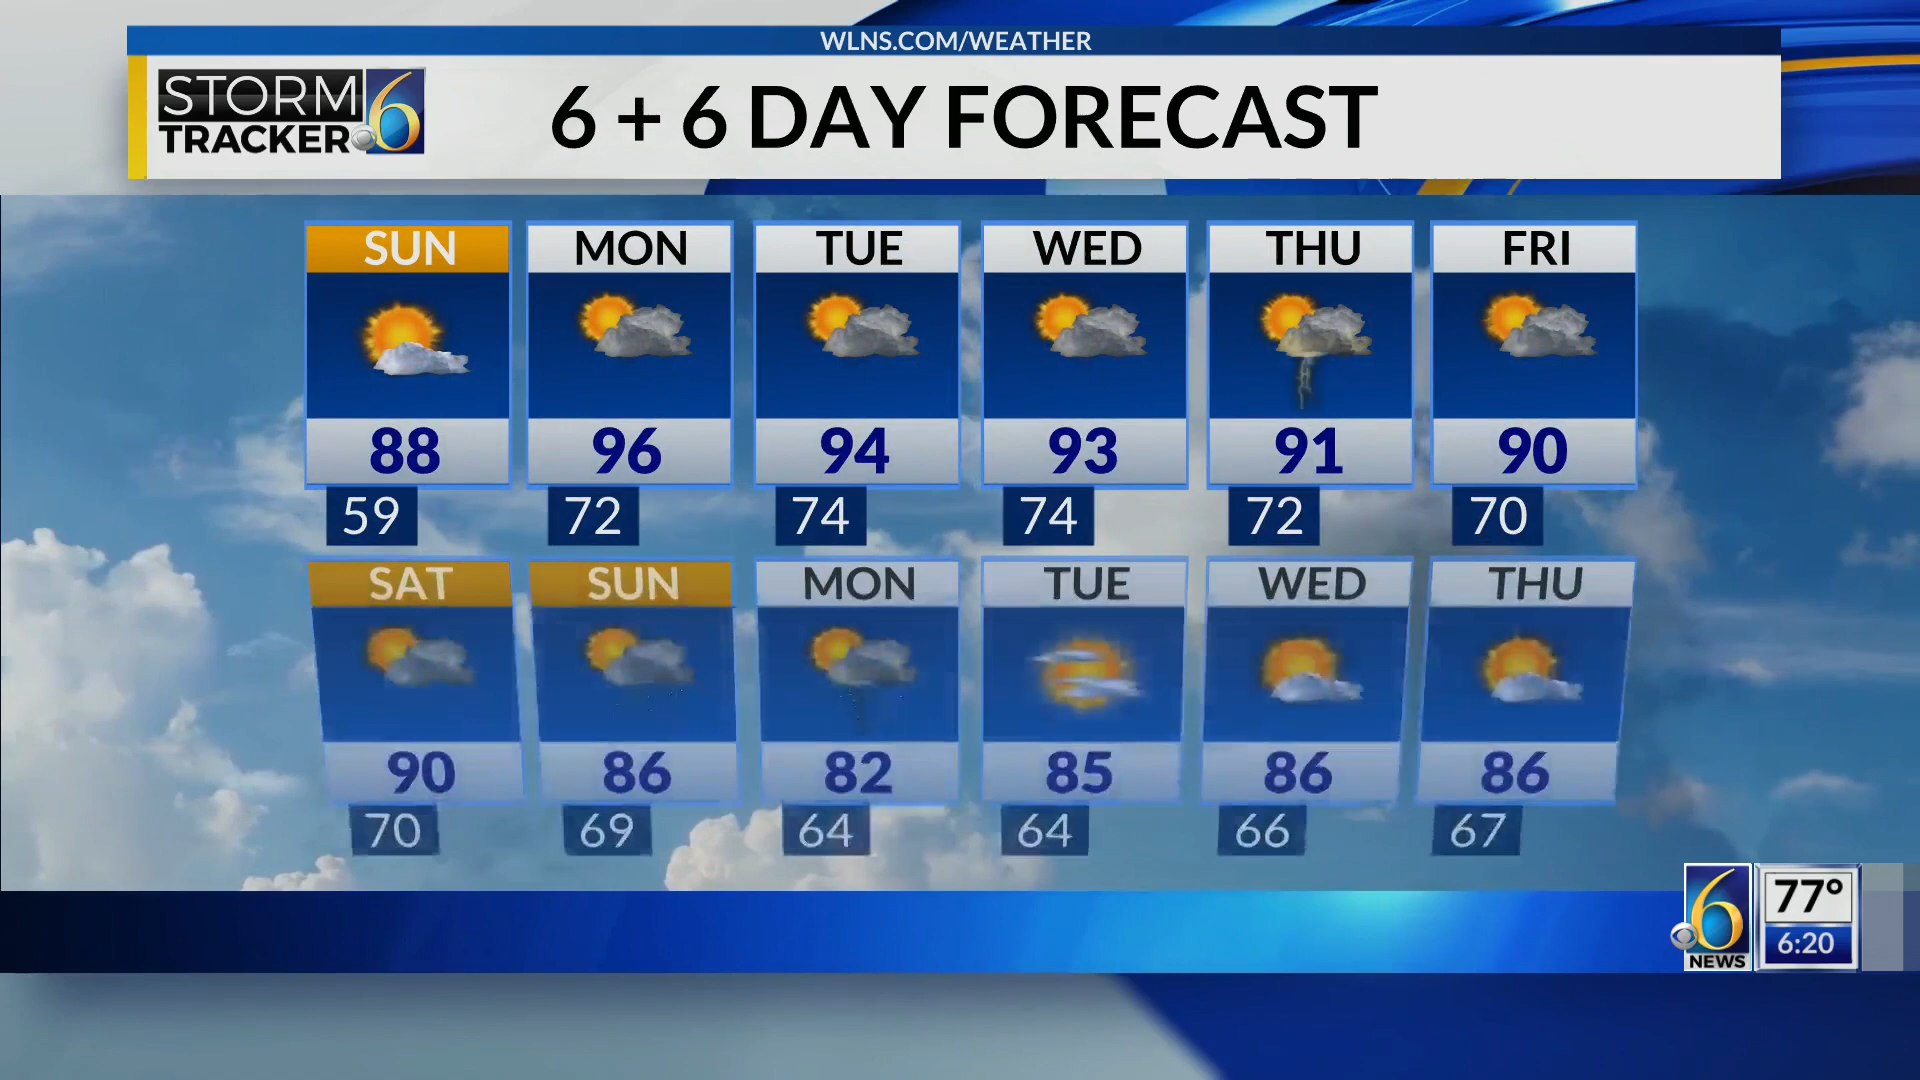 WLNS.COM/WEATHER
STORM
TRACKER 6
6 + 6 DAY FORECAST
SUN MON TUE WED THU FRI
88 96 94 93 91 90
59 72 74 74 72 70
SAT SUN MON TUE WED THU
90 86 82 85 86 86
70 69 64 64 66 67
6
NEWS
77°
6:20